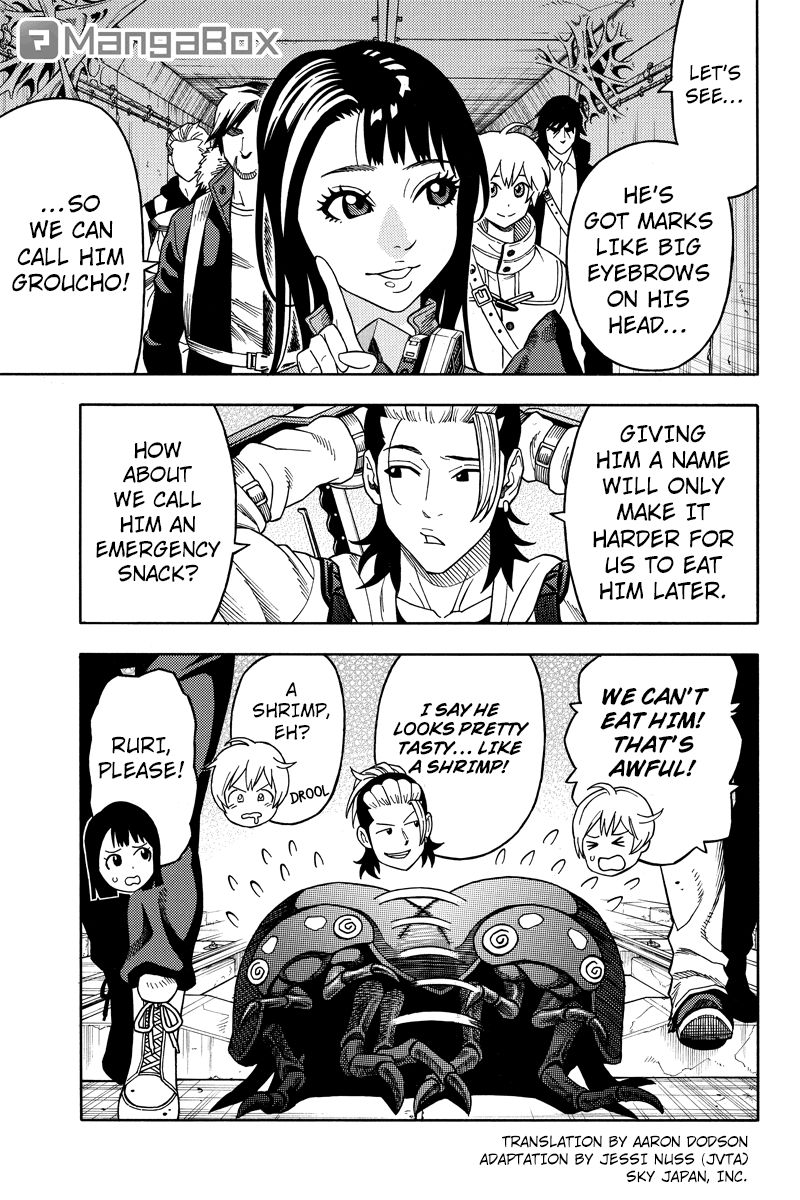 MangaBox
LET'S
SEE...
HE'S
GOT MARKS
LIKE BIG
EYEBROWS
ON HIS
HEAD...
...SO
WE CAN
CALL HIM
GROUCHO!
GIVING
HIM A NAME
WILL ONLY
MAKE IT
HARDER FOR
US TO EAT
HIM LATER.
HOW
ABOUT
WE CALL
HIM AN
EMERGENCY
SNACK?
WE CAN'T
EAT HIM!
THAT'S
AWFUL!
I SAY HE
LOOKS PRETTY
TASTY... LIKE
A SHRIMP!
A
SHRIMP,
EH?
DROOL
RURI,
PLEASE!
TRANSLATION BY AARON DODSON
ADAPTATION BY JESSI NUSS (JVTA)
SKY JAPAN, INC.